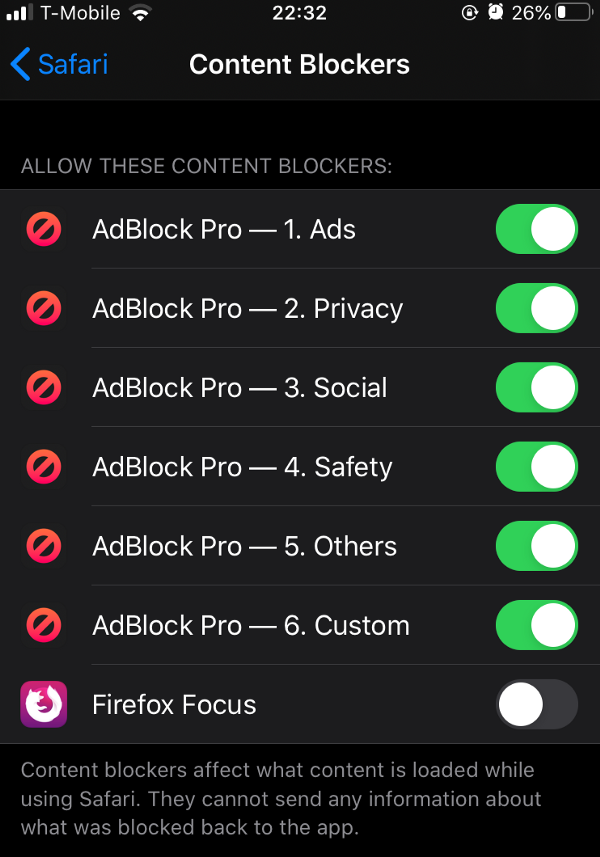 T-Mobile 22:32 26%
Safari Content Blockers
ALLOW THESE CONTENT BLOCKERS:
AdBlock Pro — 1. Ads
AdBlock Pro — 2. Privacy
AdBlock Pro — 3. Social
AdBlock Pro — 4. Safety
AdBlock Pro — 5. Others
AdBlock Pro — 6. Custom
Firefox Focus
Content blockers affect what content is loaded while
using Safari. They cannot send any information about
what was blocked back to the app.